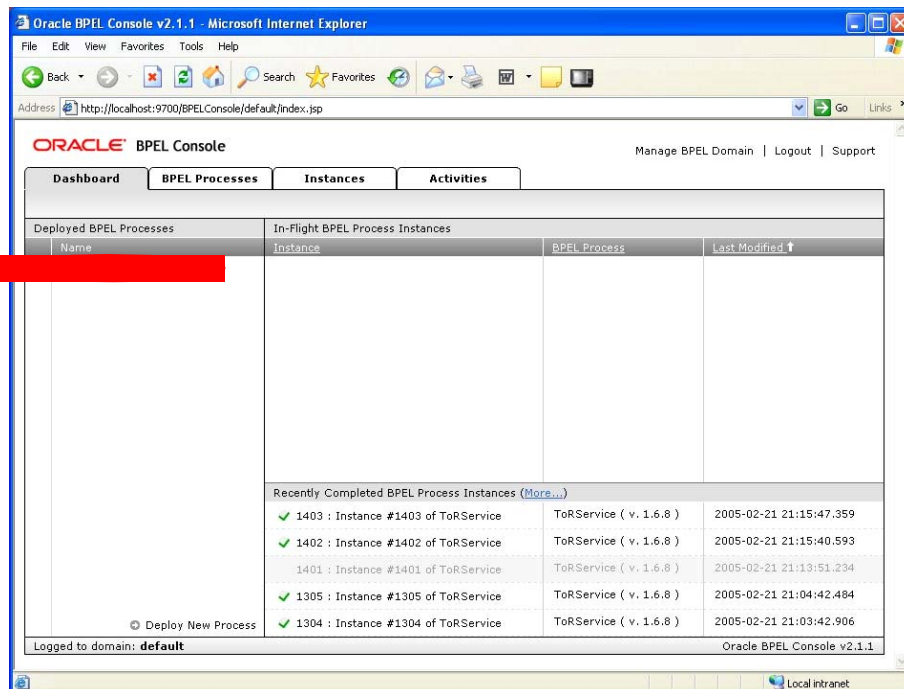 Oracle BPEL Console v2.1.1 - Microsoft Internet Explorer
File Edit View Favorites Tools Help
Back Search Favorites
Address http://localhost:9700/BPELConsole/default/index.jsp Go Links
ORACLE BPEL Console
Manage BPEL Domain | Logout | Support
Dashboard BPEL Processes Instances Activities
Deployed BPEL Processes In-Flight BPEL Process Instances
Name Instance BPEL Process Last Modified
Recently Completed BPEL Process Instances (More...)
1403 : Instance #1403 of ToRService ToRService ( v. 1.6.8 ) 2005-02-21 21:15:47.359
1402 : Instance #1402 of ToRService ToRService ( v. 1.6.8 ) 2005-02-21 21:15:40.593
1401 : Instance #1401 of ToRService ToRService ( v. 1.6.8 ) 2005-02-21 21:13:51.234
1305 : Instance #1305 of ToRService ToRService ( v. 1.6.8 ) 2005-02-21 21:04:42.484
1304 : Instance #1304 of ToRService ToRService ( v. 1.6.8 ) 2005-02-21 21:03:42.906
Deploy New Process
Logged to domain: default Oracle BPEL Console v2.1.1
Local intranet